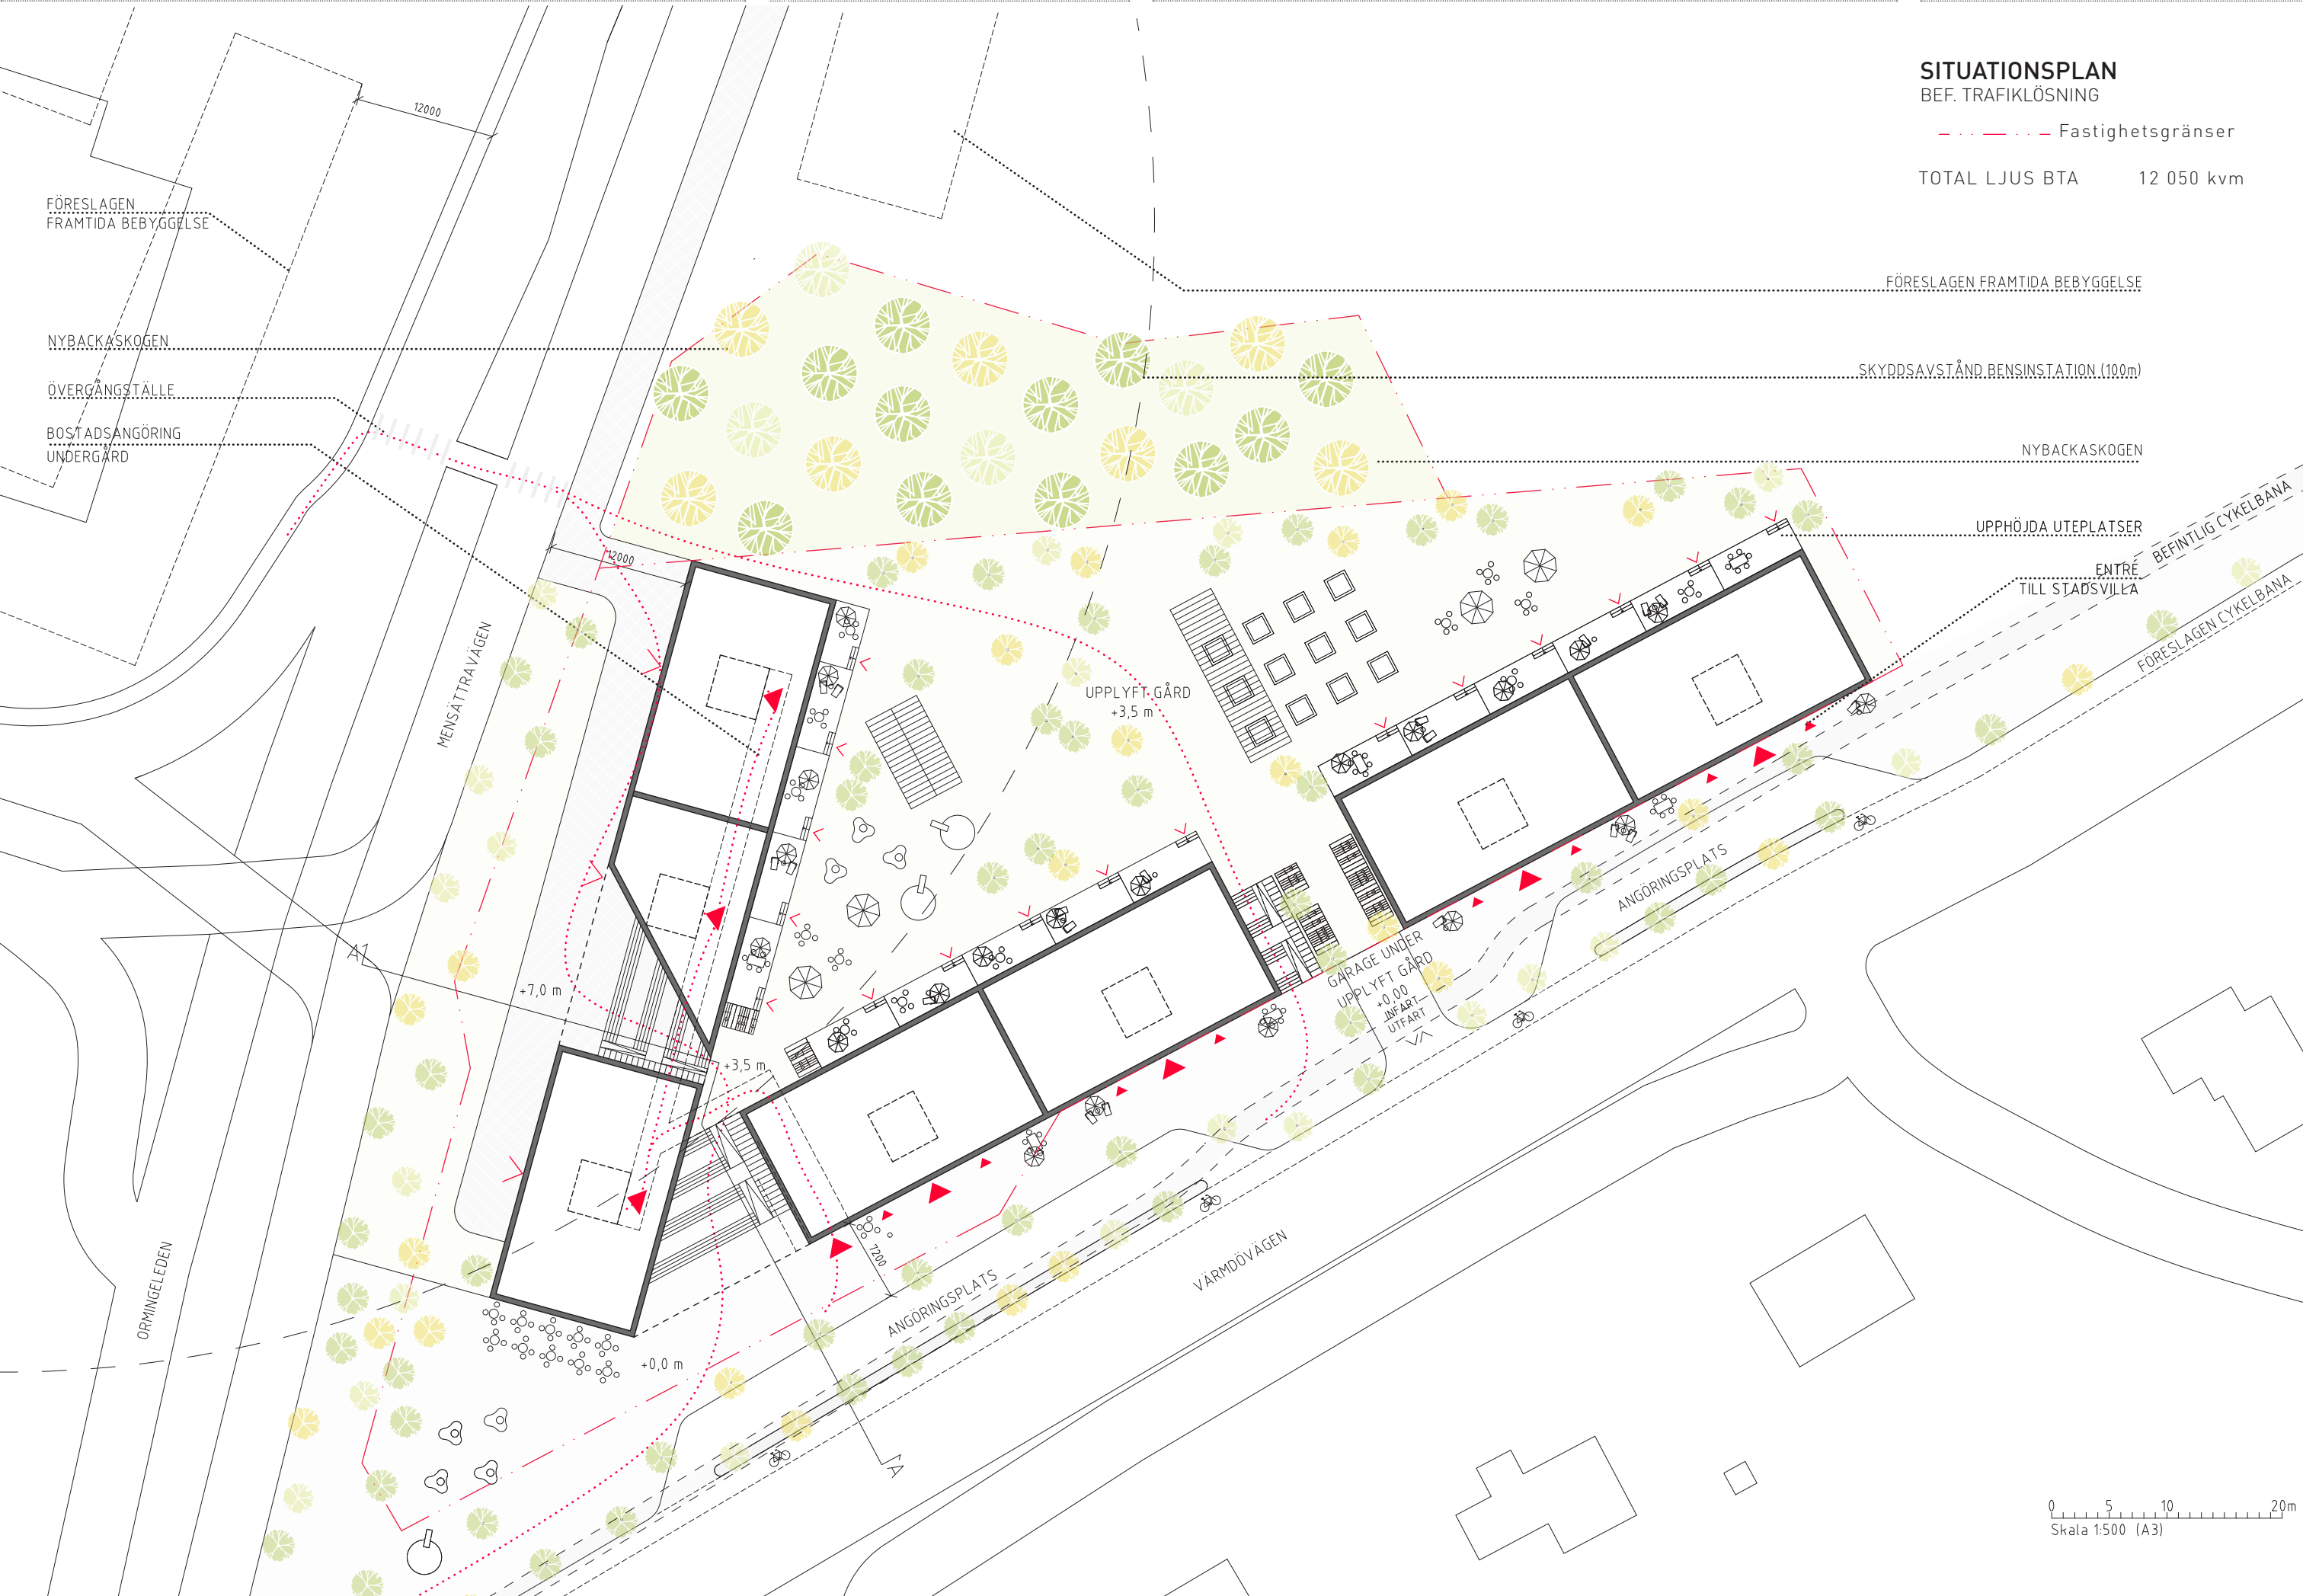 SITUATIONSPLAN
BEF. TRAFIKLÖSNING
Fastighetsgränser
TOTAL LJUS BTA 12 050 kvm
12000
FÖRESLAGEN
FRAMTIDA BEBYGGELSE
FÖRESLAGEN FRAMTIDA BEBYGGELSE
NYBACKASKOGEN
SKYDDSAVSTÅND BENSINSTATION (100m)
ÖVERGÅNGSTÄLLE
BOSTADSANGÖRING
UNDERGÅRD
NYBACKASKOGEN
UPPHÖJDA UTEPLATSER
BEFINTLIG CYKELBANA
ENTRÉ
TILL STADSVILLA
FÖRESLAGEN CYKELBANA
12000
MENSÄTTRAVÄGEN
UPPLYFT GÅRD
+3,5 m
ANGÖRINGSPLATS
A1
+7,0 m
GARAGE UNDER
UPPLYFT GÅRD
+0,00
INFART
UTFART
+3,5 m
7200
VÄRMDÖVÄGEN
ORMINGELEDEN
ANGÖRINGSPLATS
+0,0 m
A
0 5 10 20m
Skala 1:500 (A3)